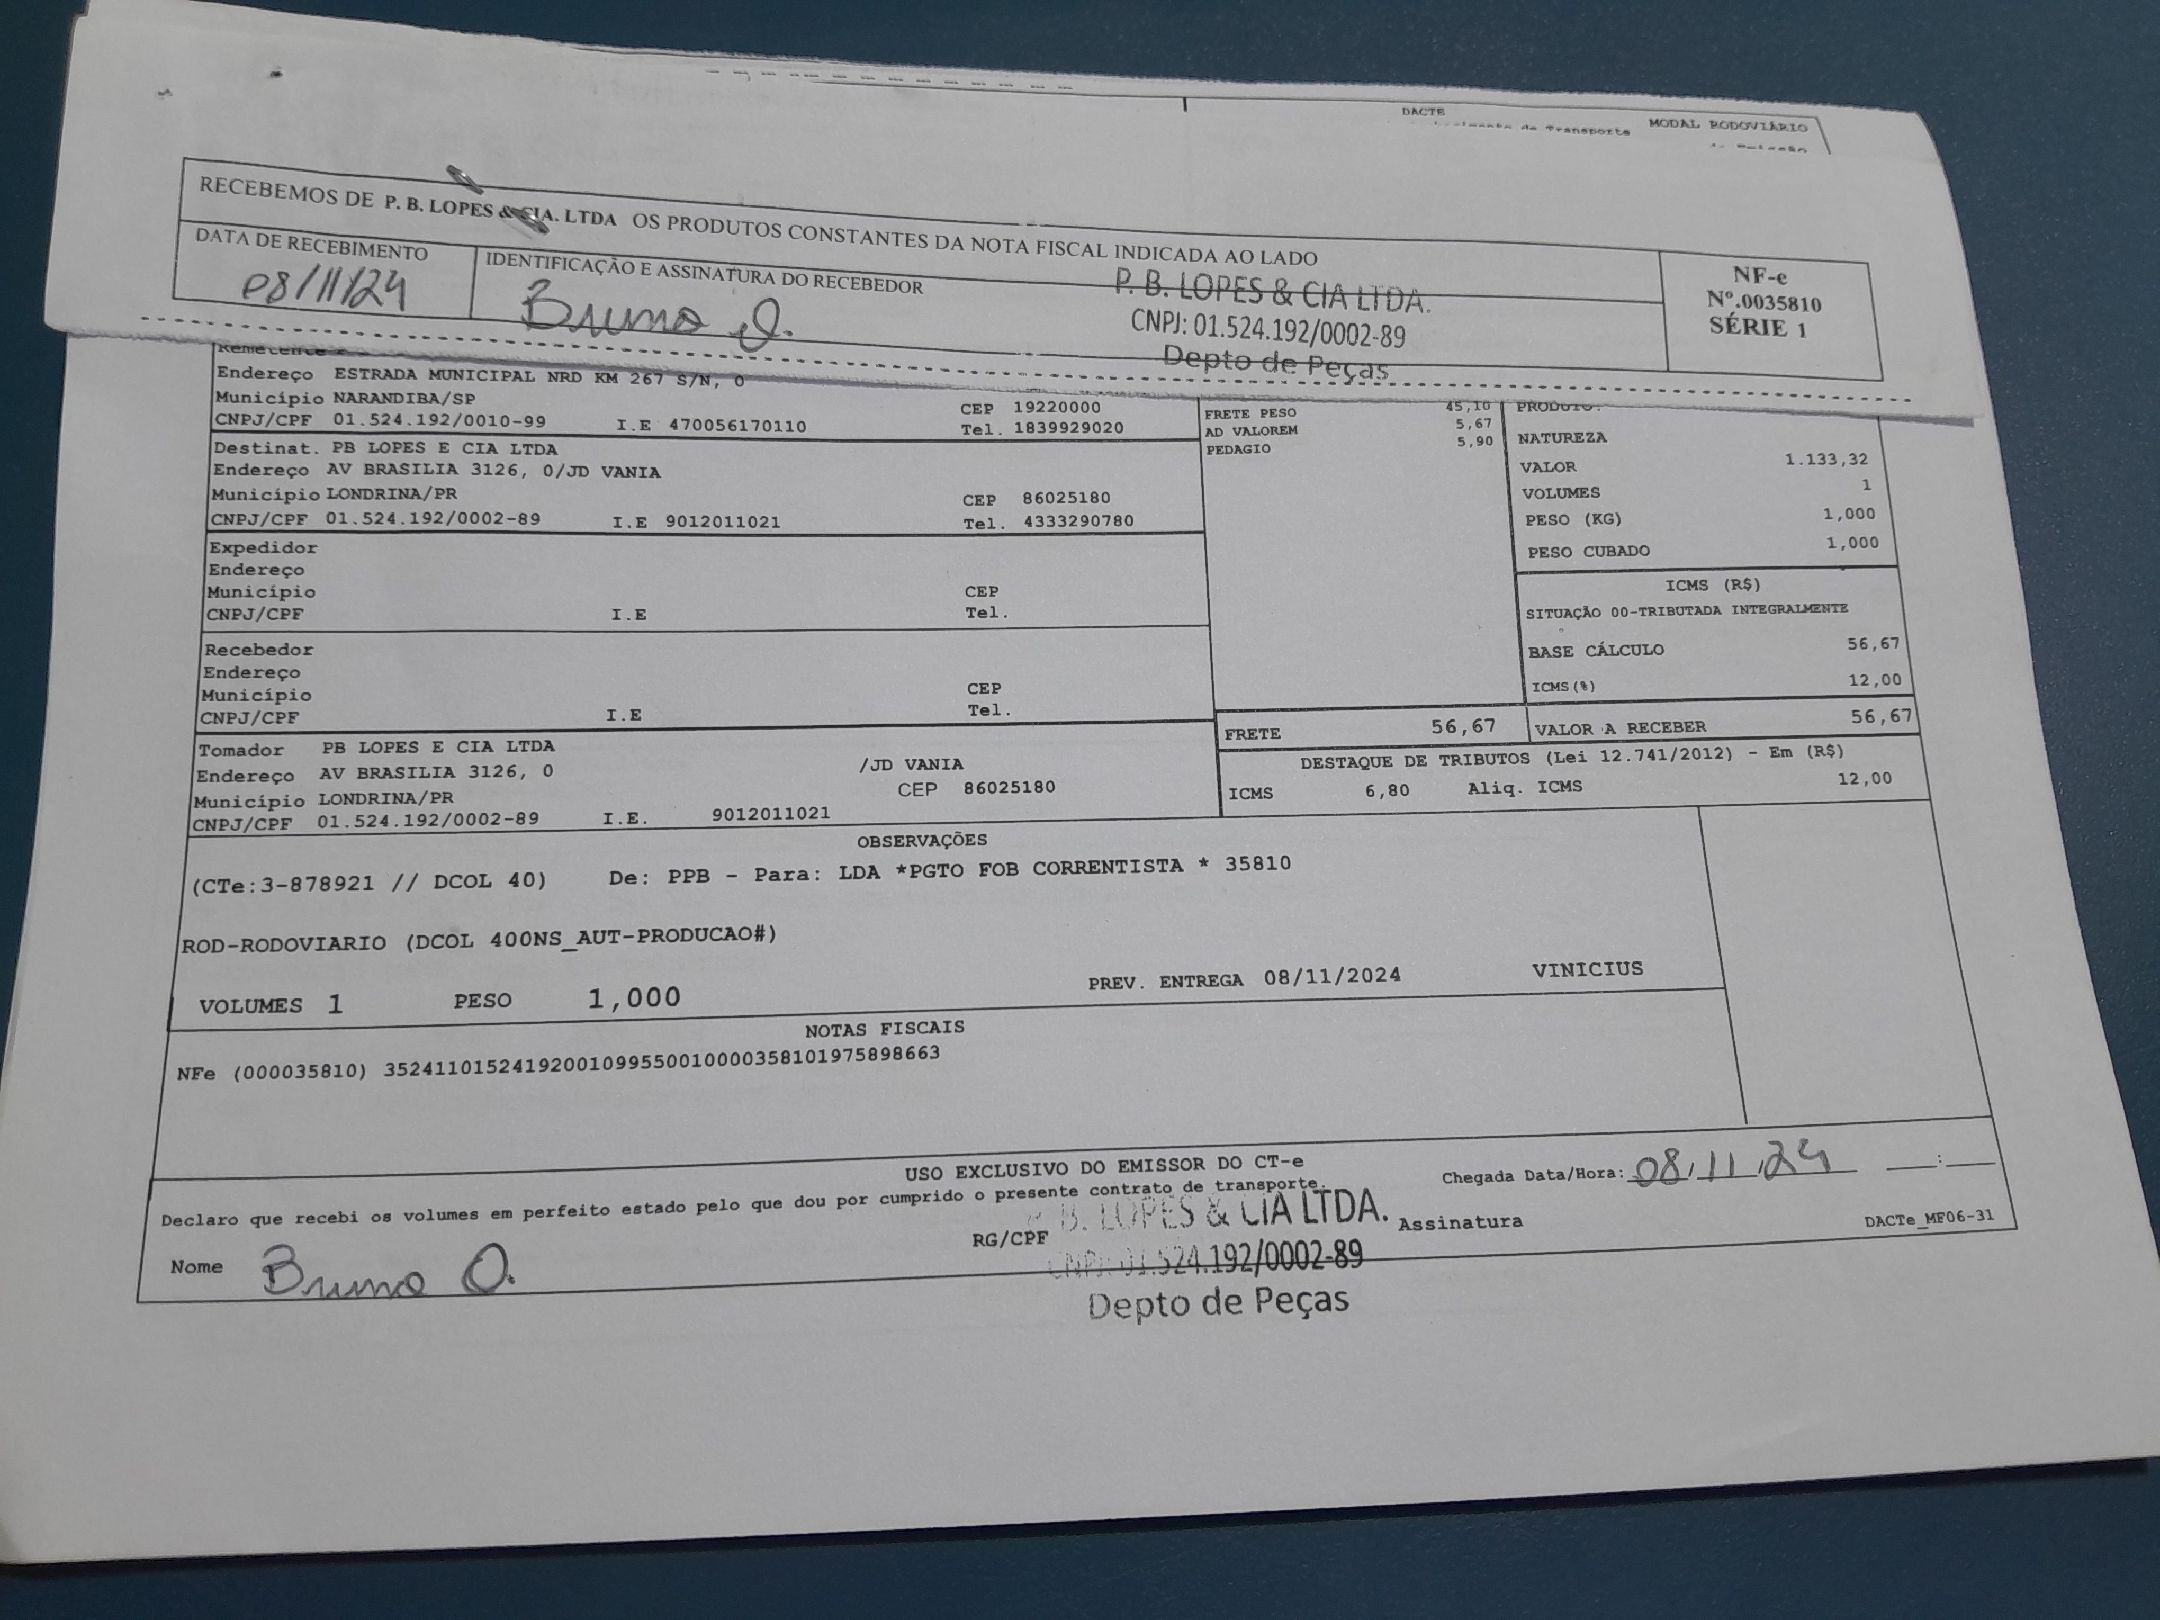 DACTE
MODAL RODOVIÁRIO
de Transporte
RECEBEMOS DE P. B. LOPES & CIA. LTDA OS PRODUTOS CONSTANTES DA NOTA FISCAL INDICADA AO LADO
DATA DE RECEBIMENTO
08/11/24
IDENTIFICAÇÃO E ASSINATURA DO RECEBEDOR
Bruno O.
P. B. LOPES & CIA LTDA.
CNPJ: 01.524.192/0002-89
Depto de Peças
NF-e
Nº.0035810
SÉRIE 1
Remetente
Endereço ESTRADA MUNICIPAL NRD KM 267 S/N, 0
Município NARANDIBA/SP CEP 19220000
CNPJ/CPF 01.524.192/0010-99 I.E 470056170110 Tel. 1839929020
Destinat. PB LOPES E CIA LTDA
Endereço AV BRASILIA 3126, 0/JD VANIA
Município LONDRINA/PR CEP 86025180
CNPJ/CPF 01.524.192/0002-89 I.E 9012011021 Tel. 4333290780
Expedidor
Endereço
Município CEP
CNPJ/CPF I.E Tel.
Recebedor
Endereço
Município CEP
CNPJ/CPF I.E Tel.
Tomador PB LOPES E CIA LTDA
Endereço AV BRASILIA 3126, 0 /JD VANIA
Município LONDRINA/PR CEP 86025180
CNPJ/CPF 01.524.192/0002-89 I.E. 9012011021
FRETE PESO 45,10
AD VALOREM 5,67
PEDAGIO 5,90
PRODUTO:
NATUREZA
VALOR 1.133,32
VOLUMES 1
PESO (KG) 1,000
PESO CUBADO 1,000
ICMS (R$)
SITUAÇÃO 00-TRIBUTADA INTEGRALMENTE
BASE CÁLCULO 56,67
ICMS(%) 12,00
FRETE 56,67 VALOR A RECEBER 56,67
DESTAQUE DE TRIBUTOS (Lei 12.741/2012) - Em (R$)
ICMS 6,80 Aliq. ICMS 12,00
OBSERVAÇÕES
(CTe:3-878921 // DCOL 40) De: PPB - Para: LDA *PGTO FOB CORRENTISTA * 35810
ROD-RODOVIARIO (DCOL 400NS_AUT-PRODUCAO#)
VOLUMES 1 PESO 1,000 PREV. ENTREGA 08/11/2024 VINICIUS
NOTAS FISCAIS
NFe (000035810) 35241101524192001099550010000358101975898663
USO EXCLUSIVO DO EMISSOR DO CT-e
Chegada Data/Hora: 08/11/24 __:__
Declaro que recebi os volumes em perfeito estado pelo que dou por cumprido o presente contrato de transporte.
Nome Bruno O. RG/CPF Assinatura
B. LOPES & CIA LTDA.
CNPJ: 01.524.192/0002-89
Depto de Peças
DACTe_MF06-31